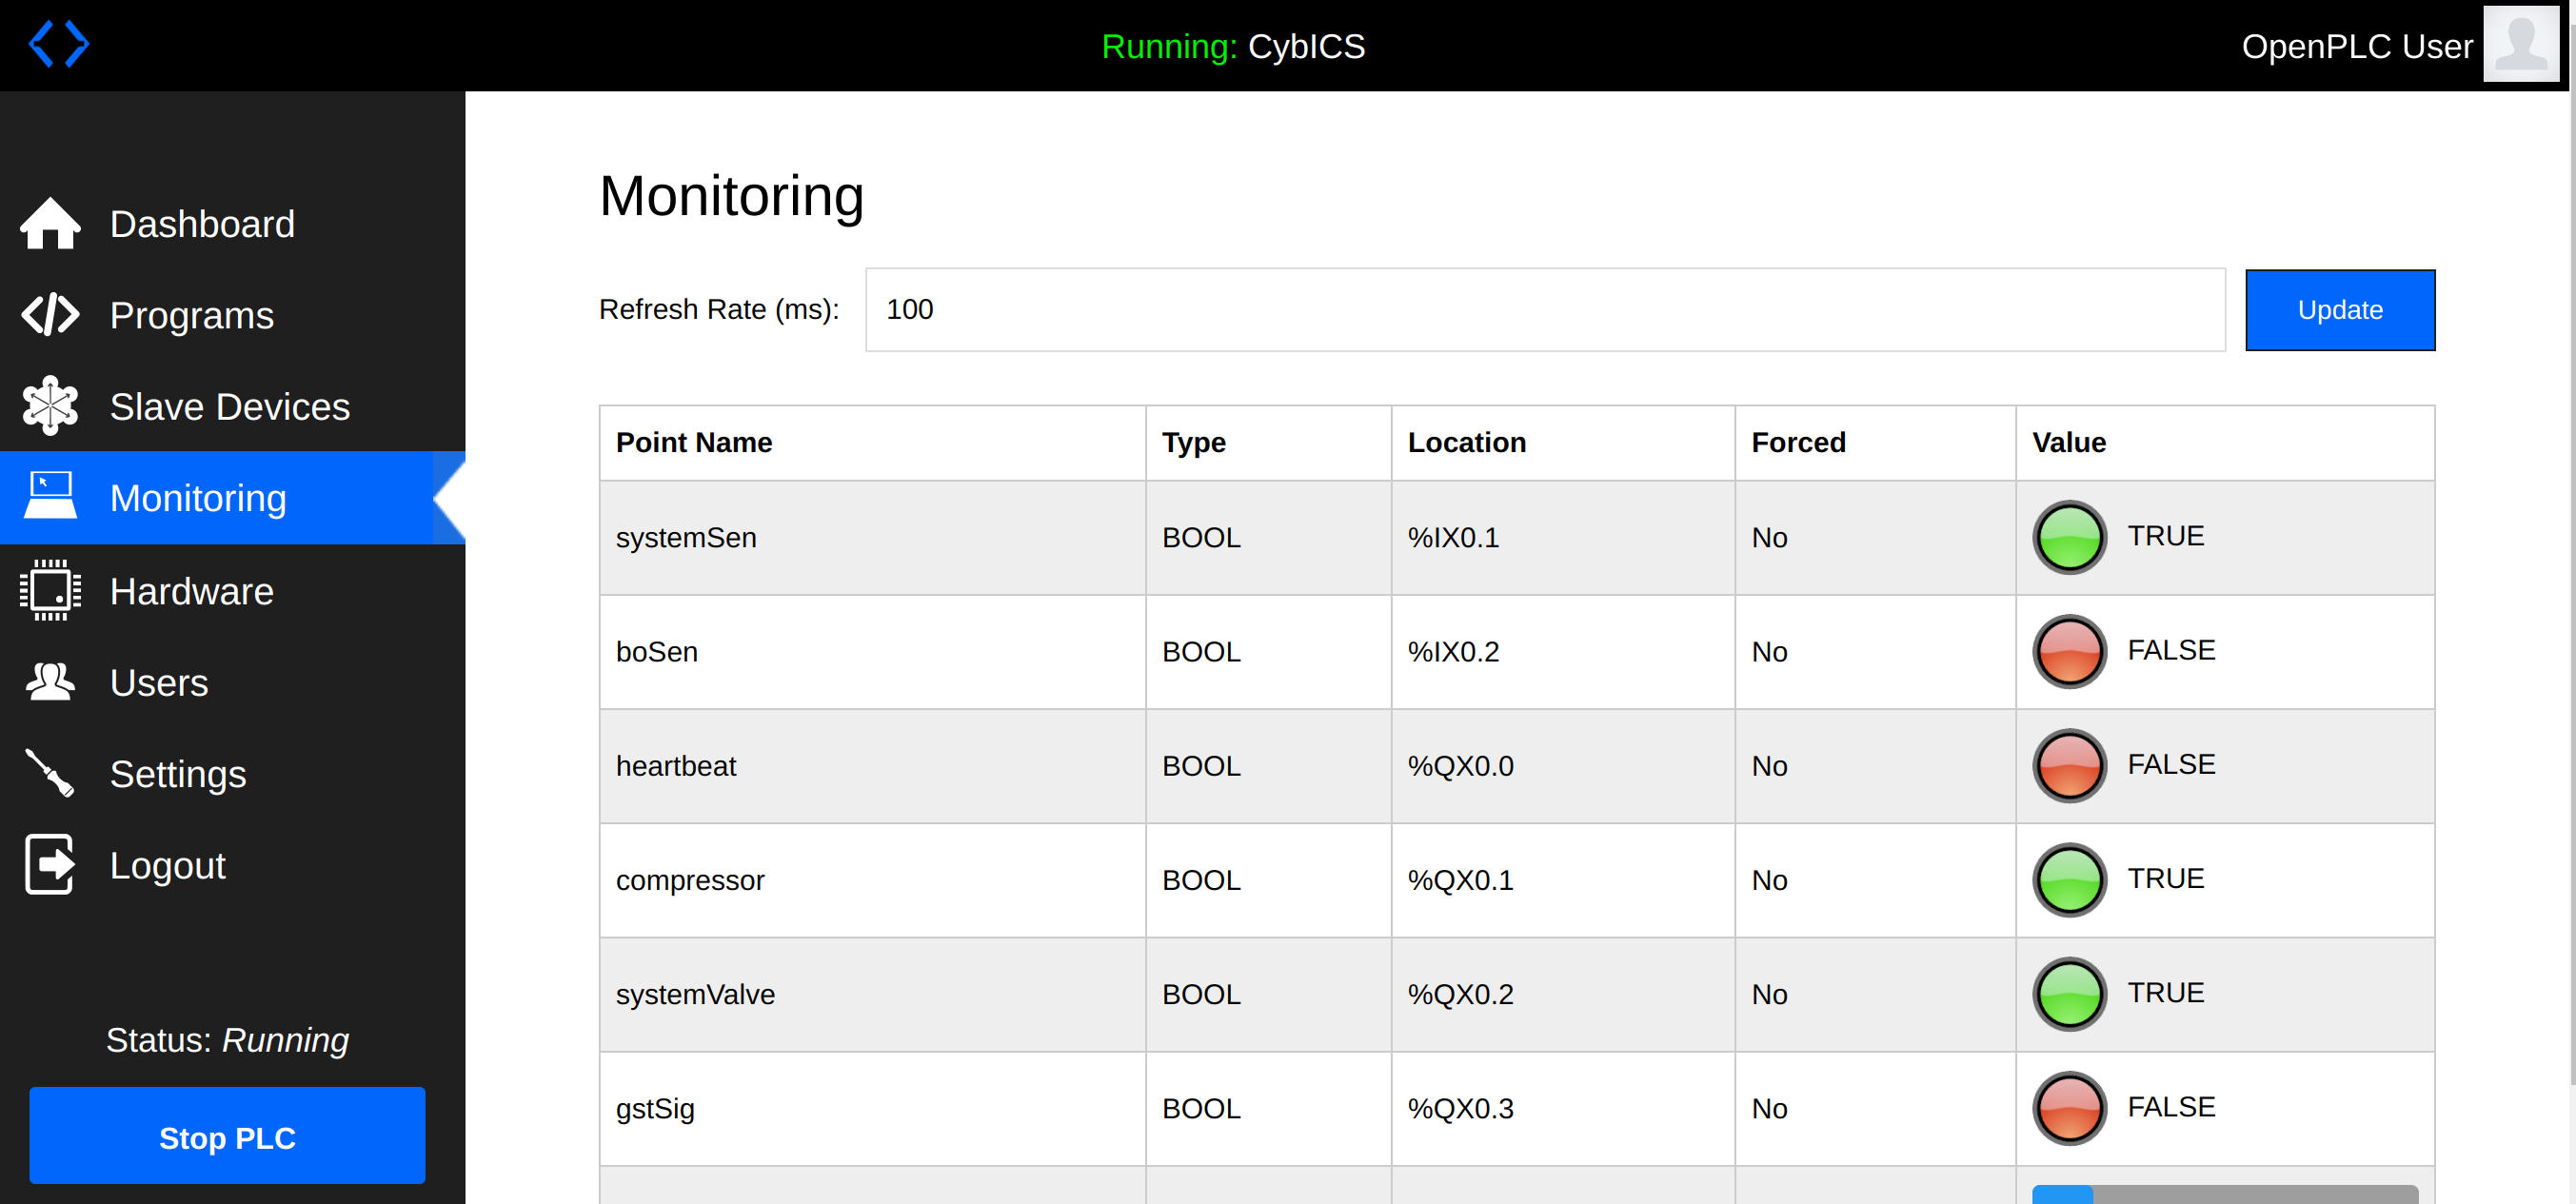 Running: CybICS
OpenPLC User
Dashboard
Programs
Slave Devices
Monitoring
Hardware
Users
Settings
Logout
Status: Running
Stop PLC
Monitoring
Refresh Rate (ms): 100 Update
Point Name Type Location Forced Value
systemSen BOOL %IX0.1 No TRUE
boSen BOOL %IX0.2 No FALSE
heartbeat BOOL %QX0.0 No FALSE
compressor BOOL %QX0.1 No TRUE
systemValve BOOL %QX0.2 No TRUE
gstSig BOOL %QX0.3 No FALSE